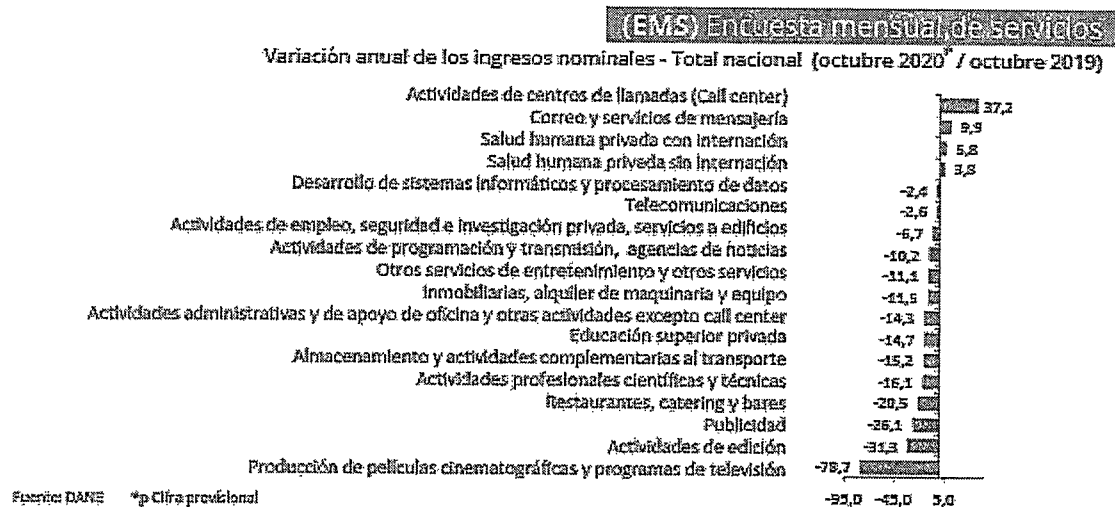 (EMS) Encuesta mensual de servicios
Variación anual de los ingresos nominales - Total nacional (octubre 2020ᵖ / octubre 2019)
Actividades de centros de llamadas (Call center) 37,2
Correo y servicios de mensajería 9,9
Salud humana privada con internación 5,8
Salud humana privada sin internación 3,8
Desarrollo de sistemas informáticos y procesamiento de datos -2,4
Telecomunicaciones -2,6
Actividades de empleo, seguridad e investigación privada, servicios a edificios -6,7
Actividades de programación y transmisión, agencias de noticias -10,2
Otros servicios de entretenimiento y otros servicios -11,1
Inmobiliarias, alquiler de maquinaria y equipo -11,5
Actividades administrativas y de apoyo de oficina y otras actividades excepto call center -14,3
Educación superior privada -14,7
Almacenamiento y actividades complementarias al transporte -15,2
Actividades profesionales científicas y técnicas -16,1
Restaurantes, catering y bares -20,5
Publicidad -26,1
Actividades de edición -31,3
Producción de películas cinematográficas y programas de televisión -78,7
-95,0 -45,0 5,0
Fuente: DANE *p Cifra provisional